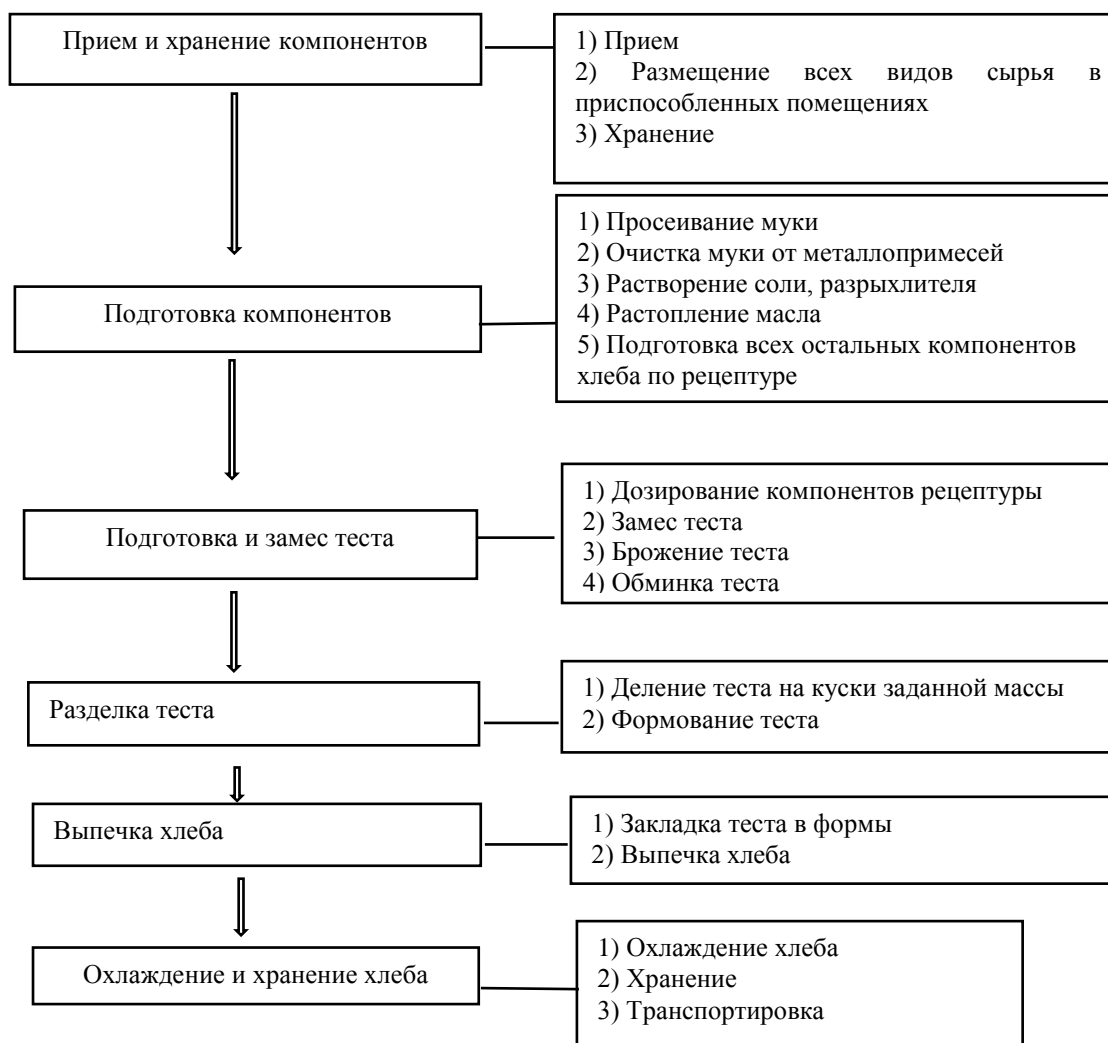 Прием и хранение компонентов
1) Прием
2) Размещение всех видов сырья в
приспособленных помещениях
3) Хранение
Подготовка компонентов
1) Просеивание муки
2) Очистка муки от металлопримесей
3) Растворение соли, разрыхлителя
4) Растопление масла
5) Подготовка всех остальных компонентов
хлеба по рецептуре
Подготовка и замес теста
1) Дозирование компонентов рецептуры
2) Замес теста
3) Брожение теста
4) Обминка теста
Разделка теста
1) Деление теста на куски заданной массы
2) Формование теста
Выпечка хлеба
1) Закладка теста в формы
2) Выпечка хлеба
Охлаждение и хранение хлеба
1) Охлаждение хлеба
2) Хранение
3) Транспортировка